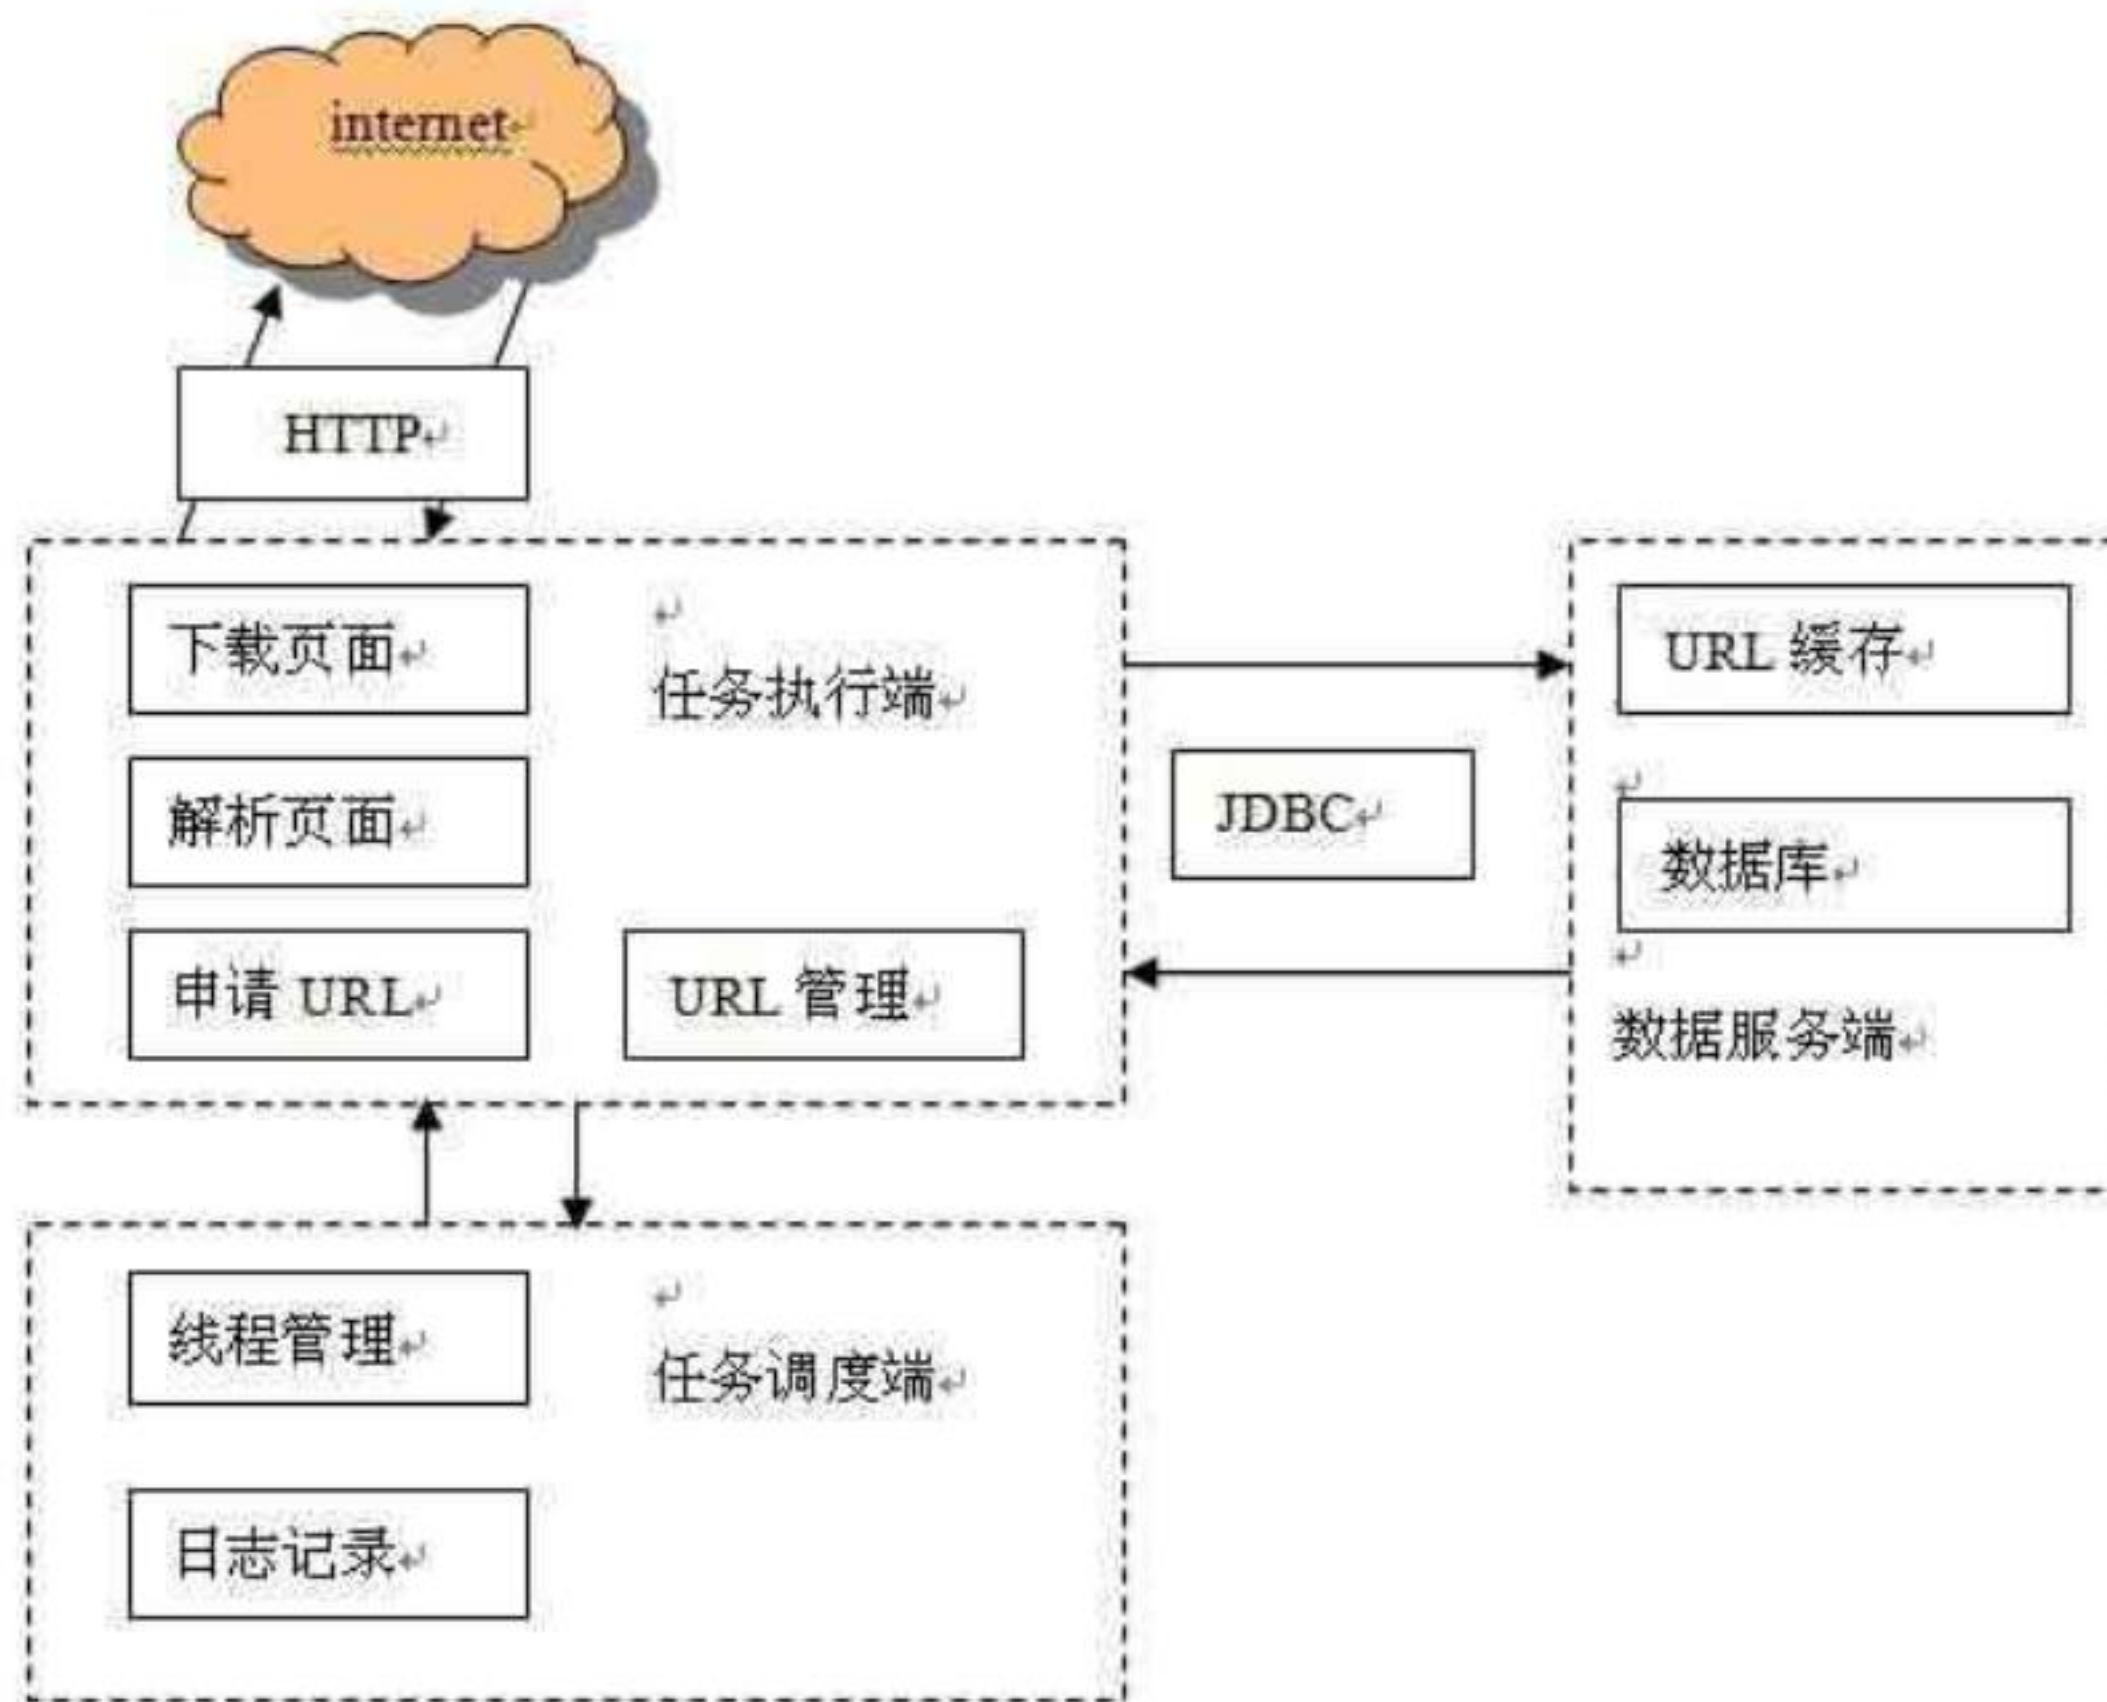 internet
HTTP
下载页面
任务执行端
解析页面
申请 URL
URL 管理
JDBC
URL 缓存
数据库
数据服务端
线程管理
任务调度端
日志记录